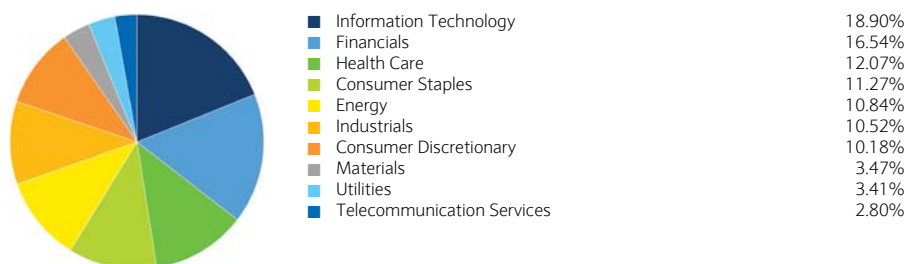 Information Technology 18.90%
Financials 16.54%
Health Care 12.07%
Consumer Staples 11.27%
Energy 10.84%
Industrials 10.52%
Consumer Discretionary 10.18%
Materials 3.47%
Utilities 3.41%
Telecommunication Services 2.80%